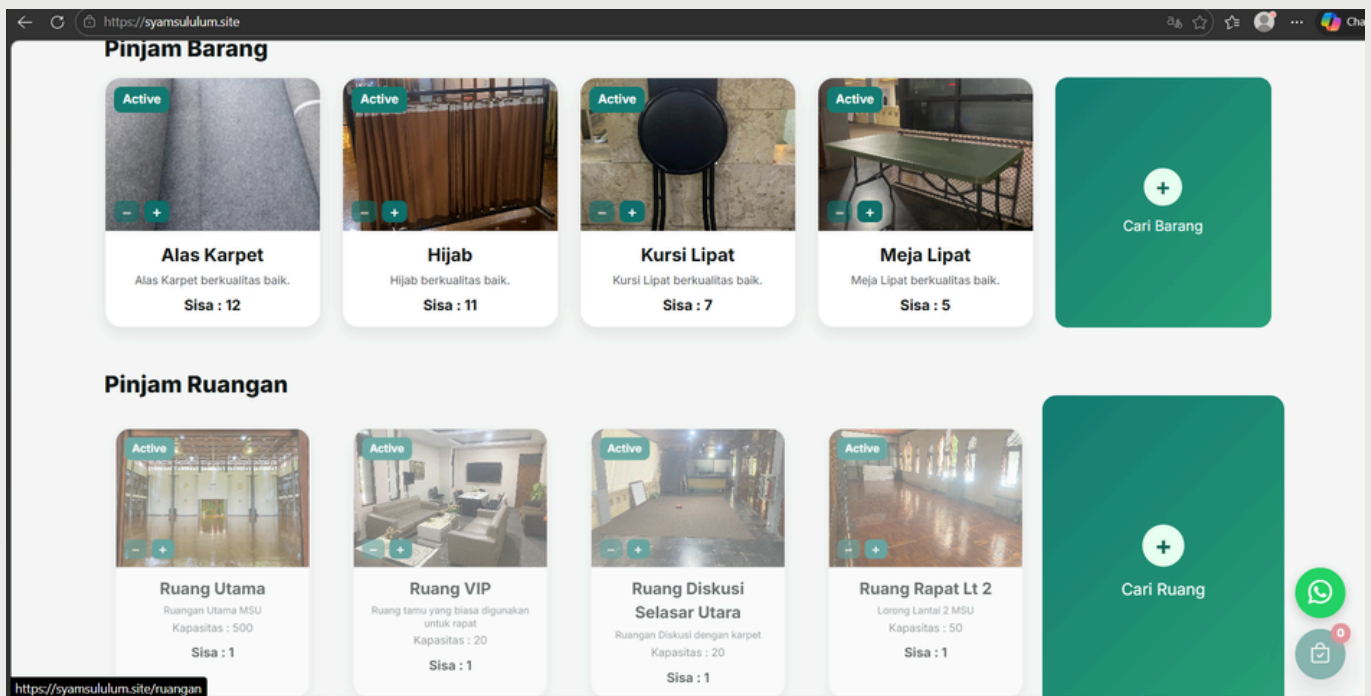 https://syamsululum.site
Pinjam Barang
Active
Active
Active
Active
Alas Karpet
Alas Karpet berkualitas baik.
Sisa : 12
Hijab
Hijab berkualitas baik.
Sisa : 11
Kursi Lipat
Kursi Lipat berkualitas baik.
Sisa : 7
Meja Lipat
Meja Lipat berkualitas baik.
Sisa : 5
+
Cari Barang
Pinjam Ruangan
Active
Active
Active
Active
Ruang Utama
Ruangan Utama MSU
Kapasitas : 500
Sisa : 1
Ruang VIP
Ruang tamu yang biasa digunakan
untuk rapat
Kapasitas : 20
Sisa : 1
Ruang Diskusi
Selasar Utara
Ruangan Diskusi dengan karpet
Kapasitas : 20
Sisa : 1
Ruang Rapat Lt 2
Lorong Lantai 2 MSU
Kapasitas : 50
Sisa : 1
+
Cari Ruang
0
https://syamsululum.site/ruangan